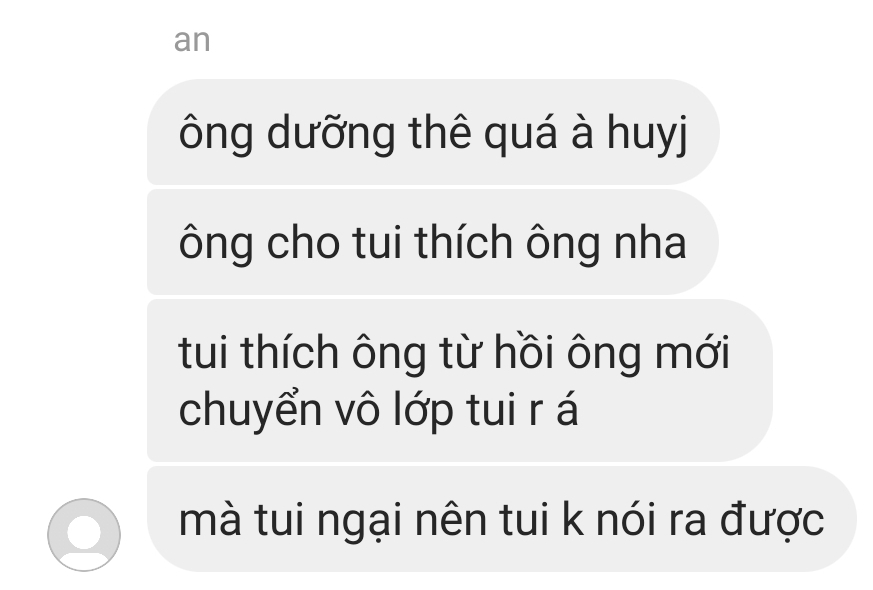 an
ông dưỡng thê quá à huyj
ông cho tui thích ông nha
tui thích ông từ hồi ông mới
chuyển vô lớp tui r á
mà tui ngại nên tui k nói ra được